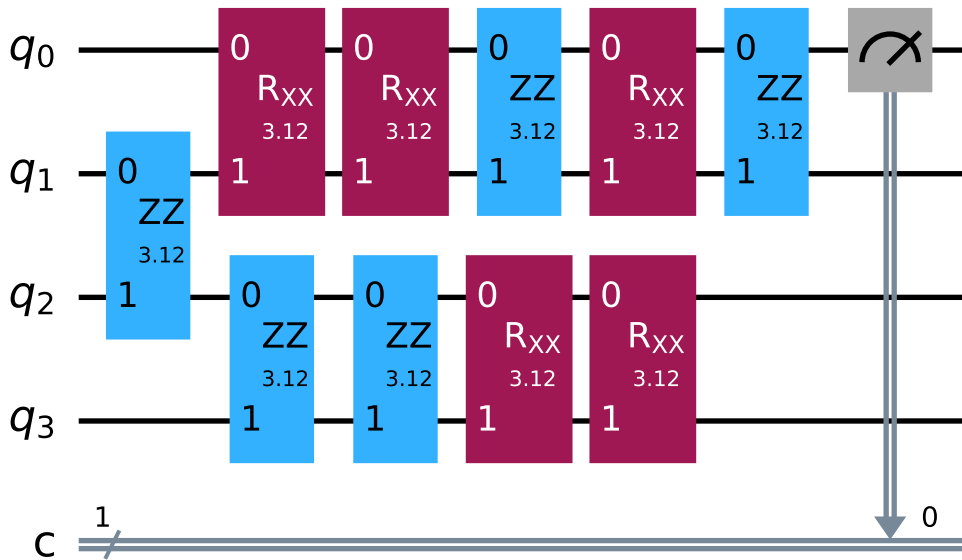 q0 0 0 0 0 0
RXX RXX ZZ RXX ZZ
3.12 3.12 3.12 3.12 3.12
q1 0 1 1 1 1 1
ZZ
3.12
q2 1 0 0 0 0
ZZ ZZ RXX RXX
3.12 3.12 3.12 3.12
q3 1 1 1 1
1 0
c